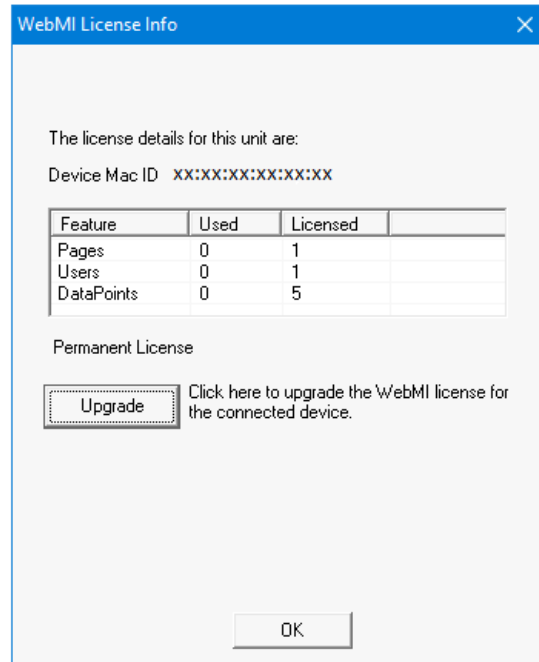 WebMI License Info
The license details for this unit are:
Device Mac ID xx:xx:xx:xx:xx:xx
Feature Used Licensed
Pages 0 1
Users 0 1
DataPoints 0 5
Permanent License
Upgrade
Click here to upgrade the WebMI license for
the connected device.
OK